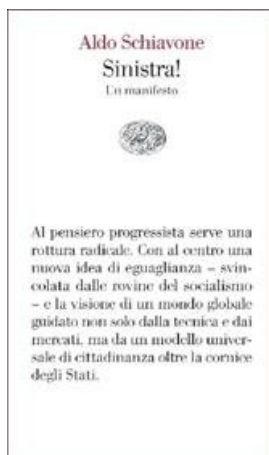 Aldo Schiavone
Sinistra!
Un manifesto
Al pensiero progressista serve una
rottura radicale. Con al centro una
nuova idea di eguaglianza – svin-
colata dalle rovine del socialismo
– e la visione di un mondo globale
guidato non solo dalla tecnica e dai
mercati, ma da un modello univer-
sale di cittadinanza oltre la cornice
degli Stati.